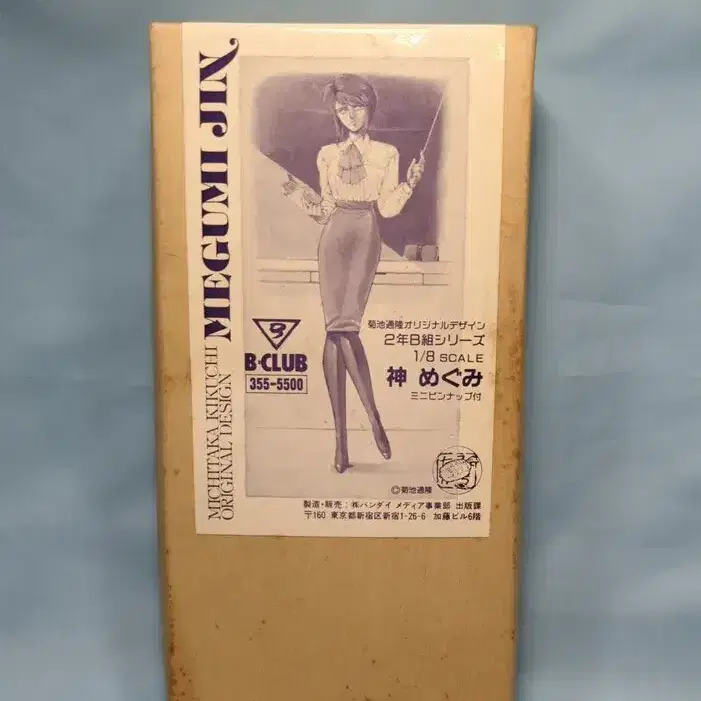 MEGUMI JIN
MICHITAKA KIKUCHI
ORIGINAL DESIGN
B·CLUB
355-5500
菊池通隆オリジナルデザイン
2年B組シリーズ
1/8 SCALE
神 めぐみ
ミニピンナップ付
©菊池通隆
製造・販売:㈱バンダイ メディア事業部 出版課
〒160 東京都新宿区新宿1-26-6 加藤ビル6階